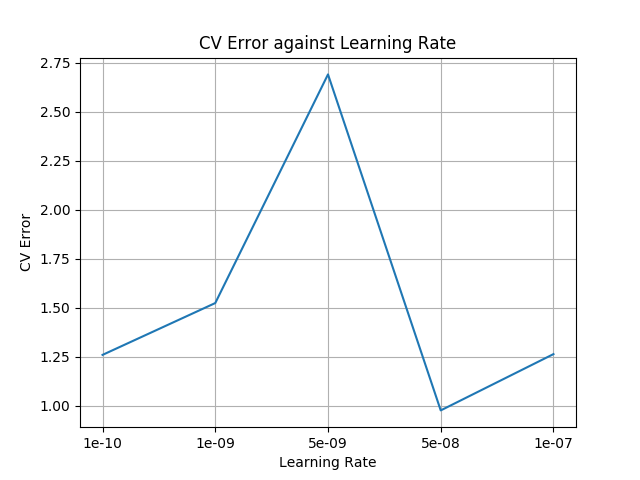 CV Error against Learning Rate
2.75
2.50
2.25
2.00
1.75
1.50
1.25
1.00
CV Error
1e-10 1e-09 5e-09 5e-08 1e-07
Learning Rate